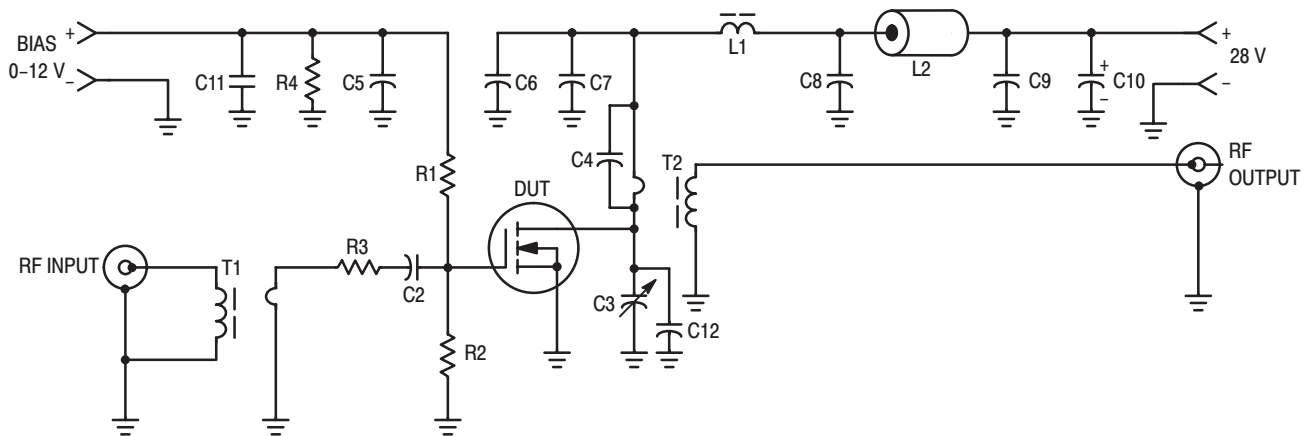 BIAS
0–12 V
+
–
C11
R4
C5
C6
C7
L1
C8
L2
C9
+
C10
–
+
28 V
–
R1
C4
T2
RF
OUTPUT
DUT
RF INPUT
T1
R3
C2
C3
C12
R2